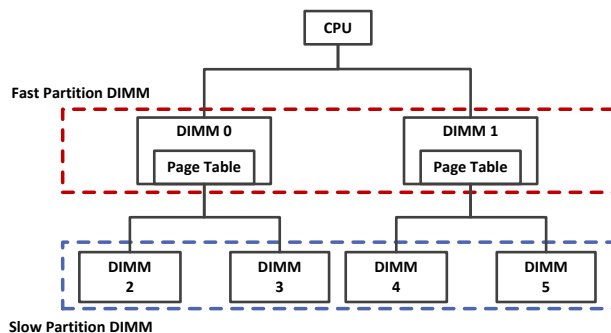 CPU
Fast Partition DIMM
DIMM 0
DIMM 1
Page Table
Page Table
DIMM
2
DIMM
3
DIMM
4
DIMM
5
Slow Partition DIMM